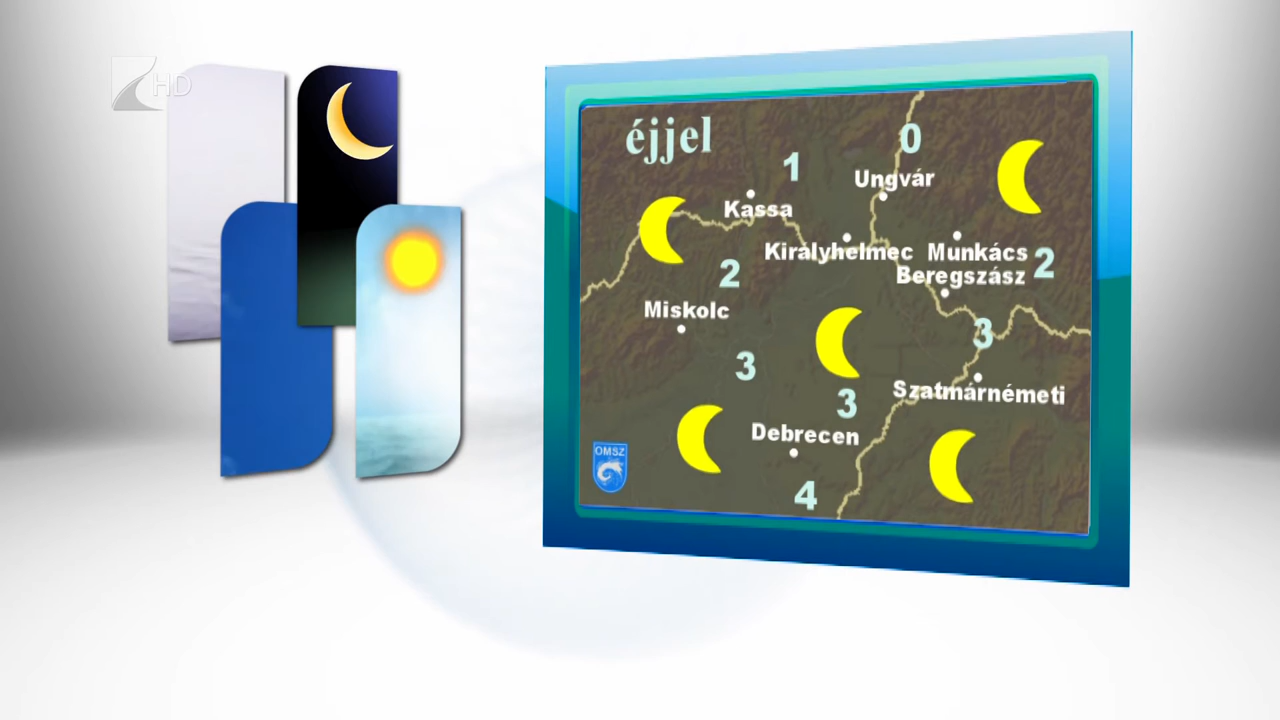 HD
éjjel
0
1
Ungvár
Kassa
Királyhelmec
Munkács
2
Beregszász
2
Miskolc
3
3
Szatmárnémeti
3
Debrecen
OMSZ
4